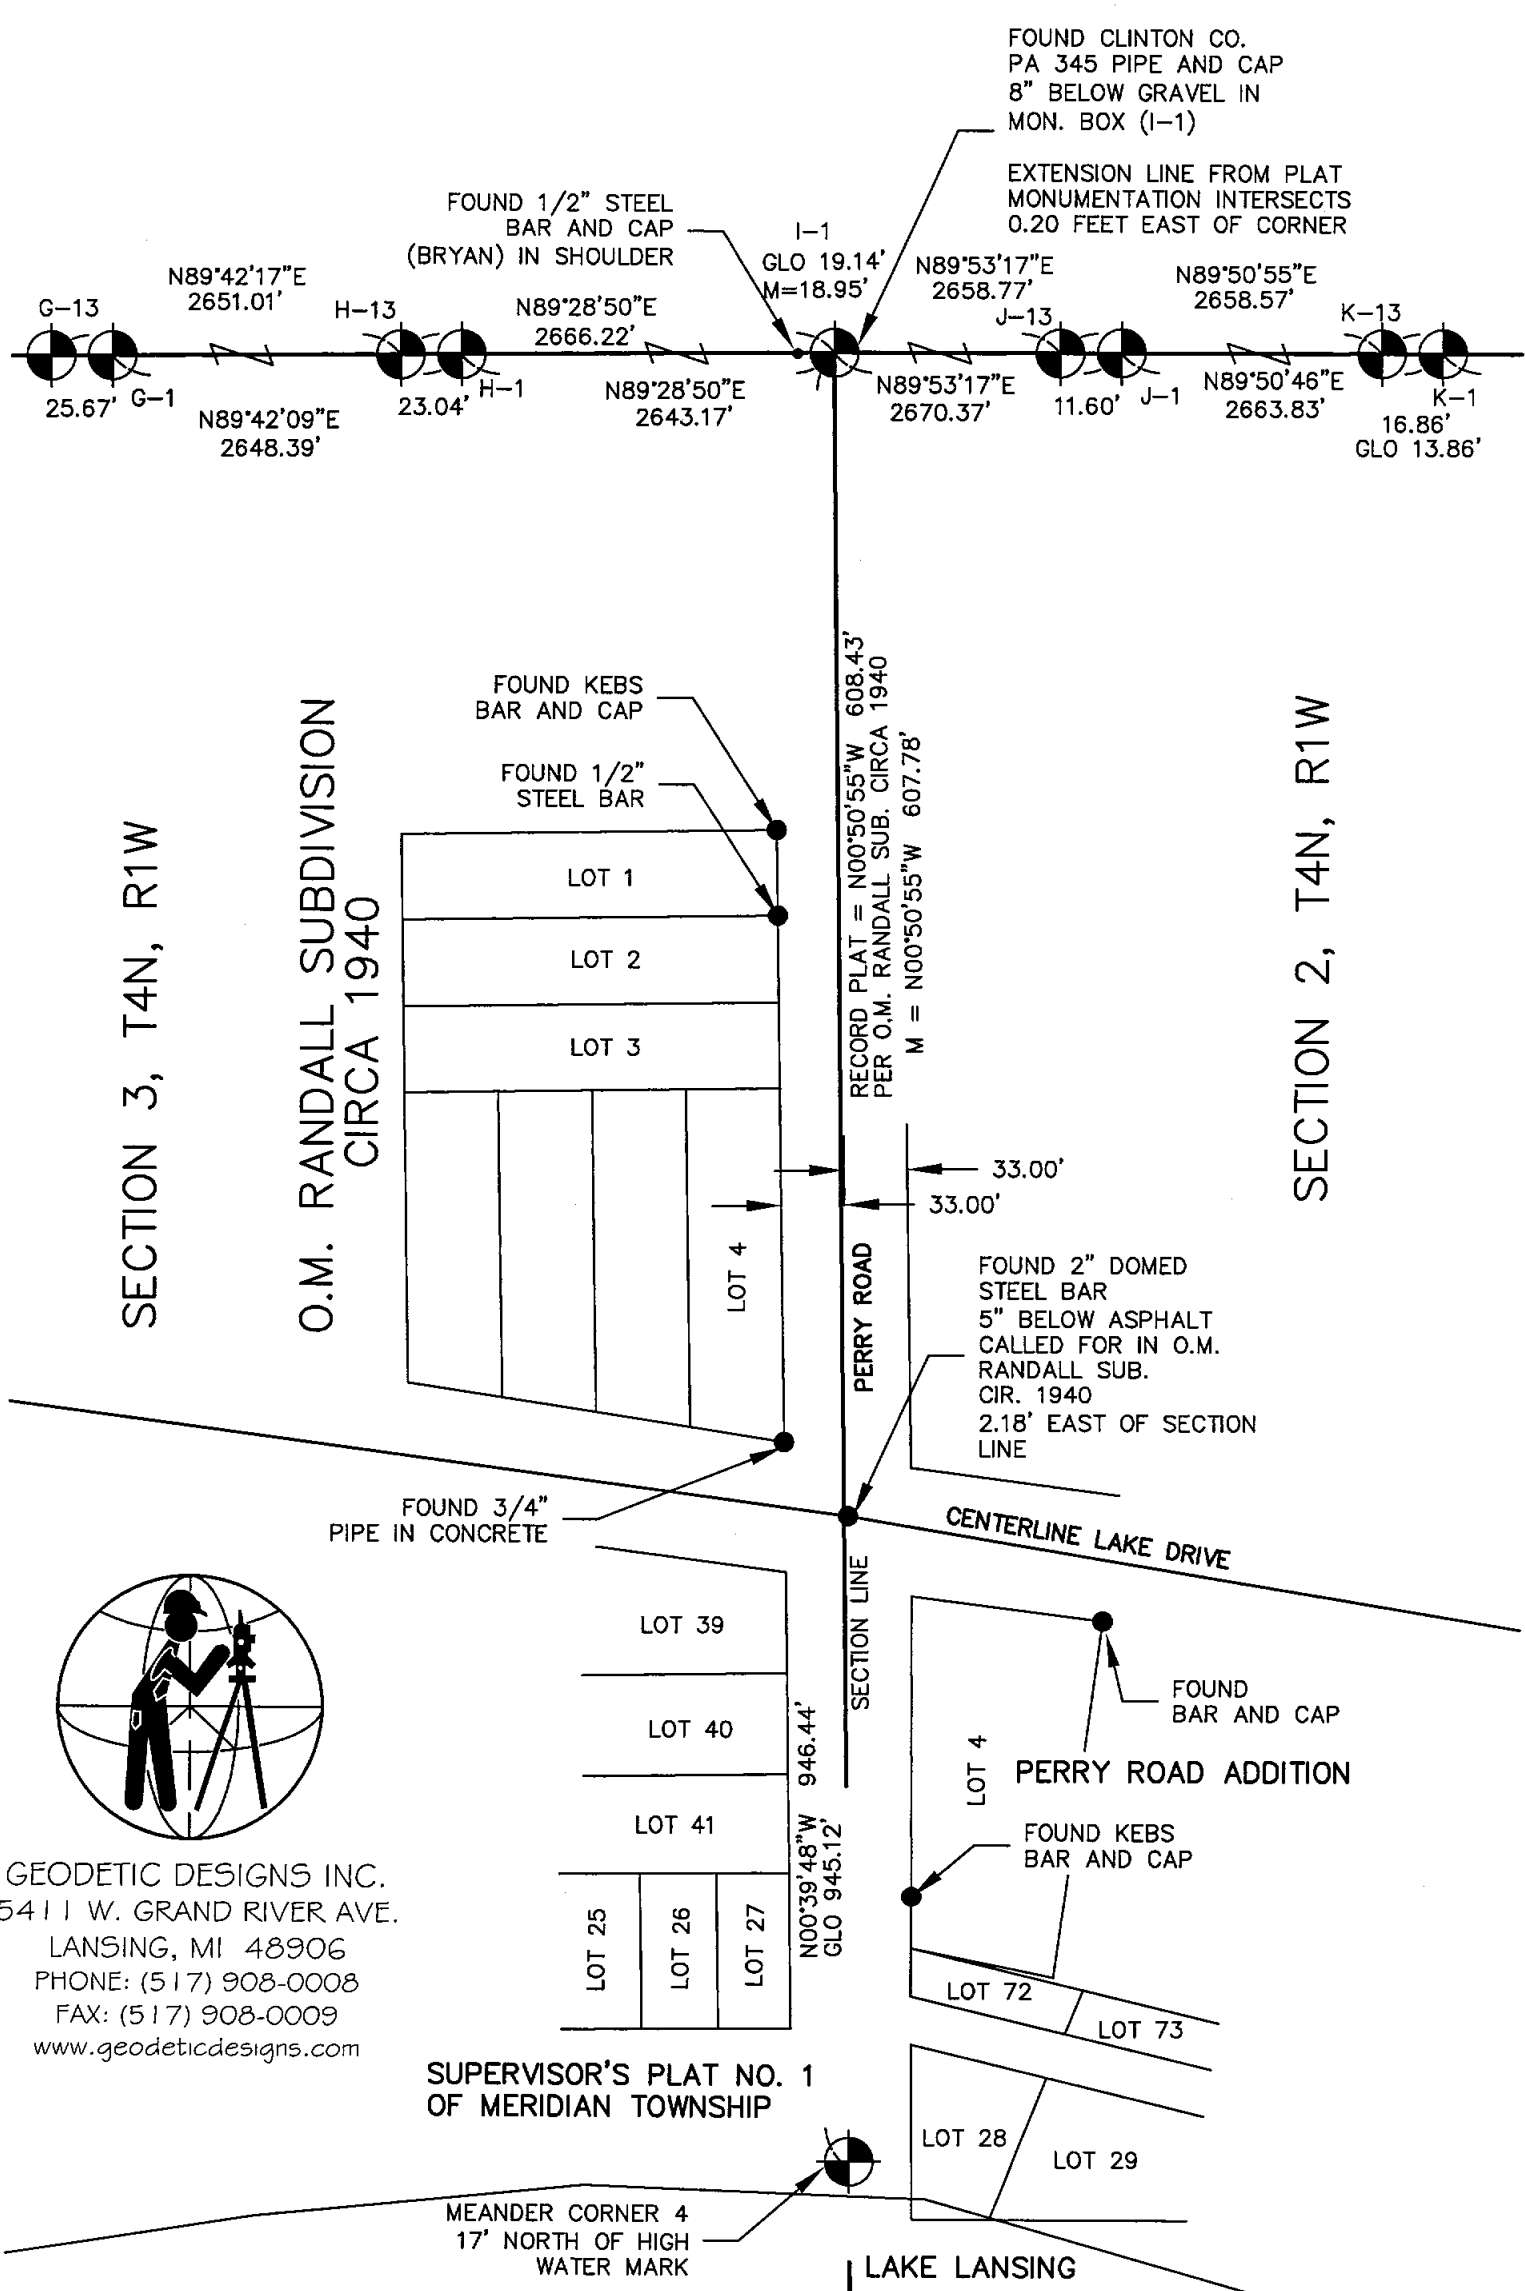 FOUND CLINTON CO.
PA 345 PIPE AND CAP
8" BELOW GRAVEL IN
MON. BOX (I-1)
EXTENSION LINE FROM PLAT
MONUMENTATION INTERSECTS
0.20 FEET EAST OF CORNER
FOUND 1/2" STEEL
BAR AND CAP
(BRYAN) IN SHOULDER
I-1
GLO 19.14'
M=18.95'
N89°42'17"E
2651.01'
N89°28'50"E
2666.22'
N89°53'17"E
2658.77'
N89°50'55"E
2658.57'
G-13
H-13
J-13
K-13
25.67'
G-1
N89°42'09"E
2648.39'
23.04'
H-1
N89°28'50"E
2643.17'
N89°53'17"E
2670.37'
11.60'
J-1
N89°50'46"E
2663.83'
K-1
16.86'
GLO 13.86'
SECTION 3, T4N, R1W
O.M. RANDALL SUBDIVISION
CIRCA 1940
FOUND KEBS
BAR AND CAP
FOUND 1/2"
STEEL BAR
LOT 1
LOT 2
LOT 3
LOT 4
RECORD PLAT = N00°50'55"W 608.43'
PER O.M. RANDALL SUB. CIRCA 1940
M = N00°50'55"W 607.78'
SECTION 2, T4N, R1W
33.00'
33.00'
PERRY ROAD
FOUND 2" DOMED
STEEL BAR
5" BELOW ASPHALT
CALLED FOR IN O.M.
RANDALL SUB.
CIR. 1940
2.18' EAST OF SECTION
LINE
FOUND 3/4"
PIPE IN CONCRETE
CENTERLINE LAKE DRIVE
SECTION LINE
LOT 39
LOT 40
LOT 41
LOT 25
LOT 26
LOT 27
N00°39'48"W 946.44'
GLO 945.12'
FOUND
BAR AND CAP
LOT 4
PERRY ROAD ADDITION
FOUND KEBS
BAR AND CAP
LOT 72
LOT 73
LOT 28
LOT 29
GEODETIC DESIGNS INC.
5411 W. GRAND RIVER AVE.
LANSING, MI 48906
PHONE: (517) 908-0008
FAX: (517) 908-0009
www.geodeticdesigns.com
SUPERVISOR'S PLAT NO. 1
OF MERIDIAN TOWNSHIP
MEANDER CORNER 4
17' NORTH OF HIGH
WATER MARK
LAKE LANSING